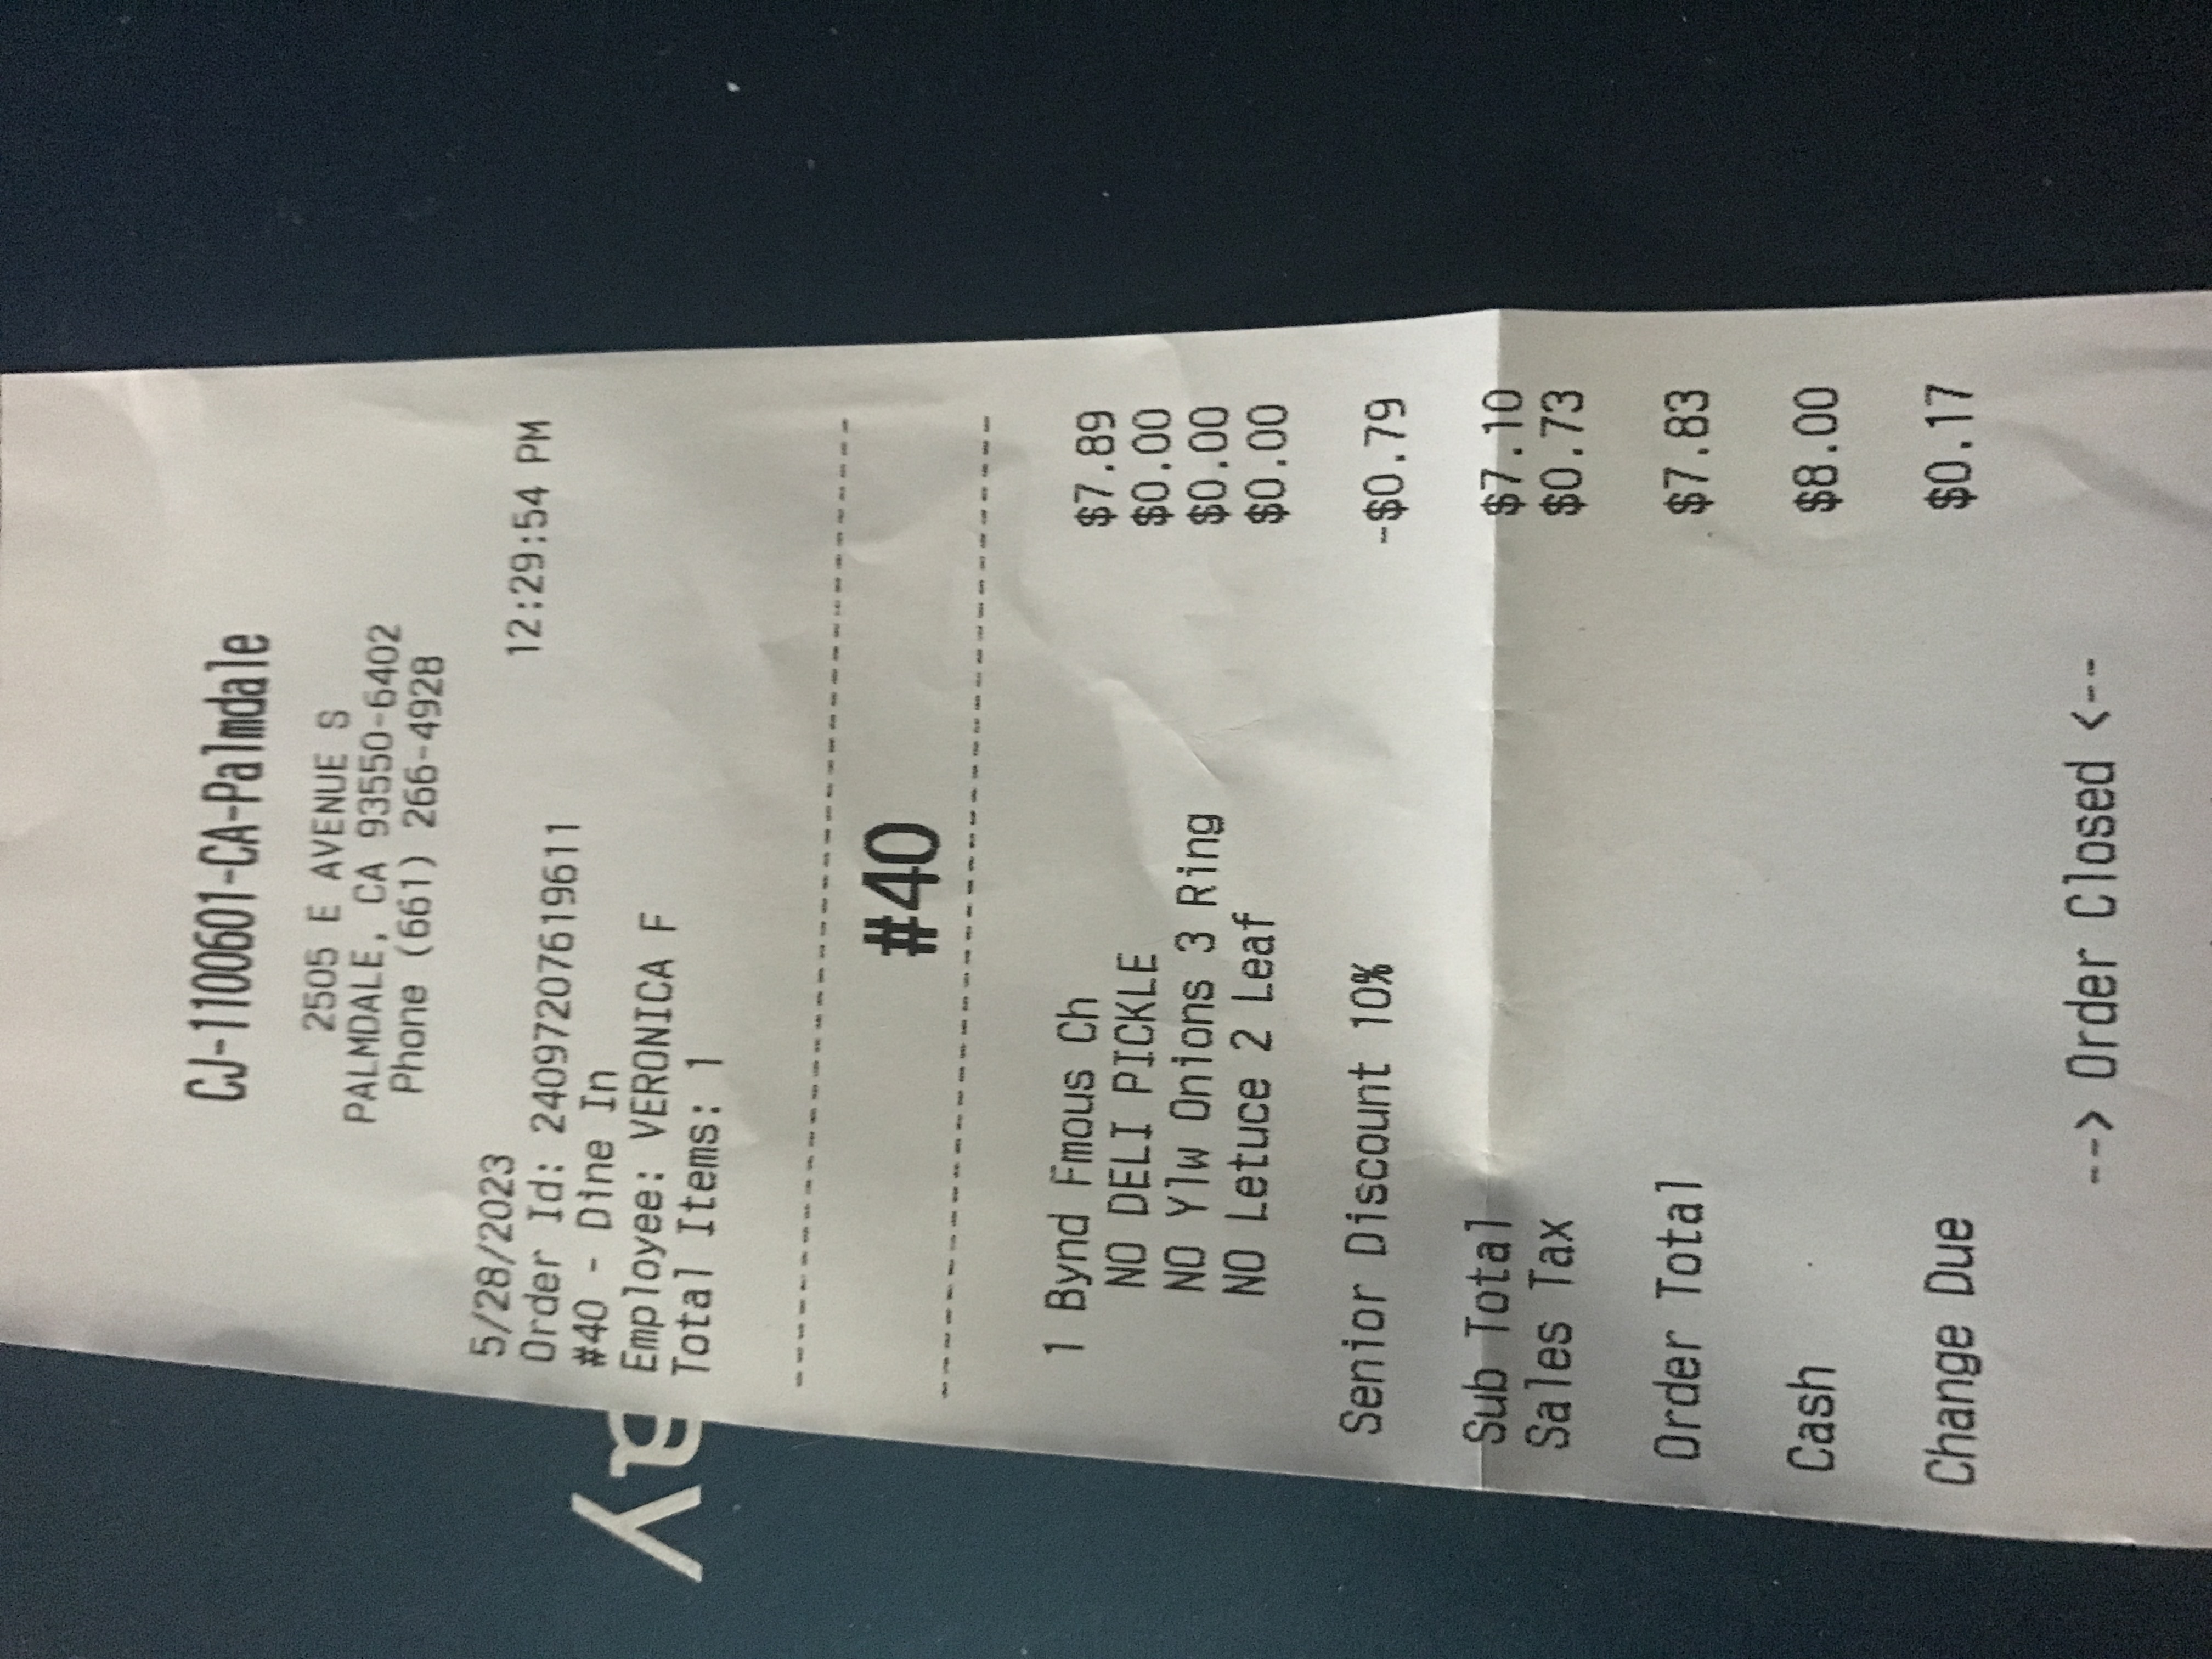 CJ-1100601-CA-Palmdale
2505 E AVENUE S
PALMDALE, CA 93550-6402
Phone (661) 266-4928
5/28/2023 12:29:54 PM
Order Id: 2409720761961​1
#40 - Dine In
Employee: VERONICA F
Total Items: 1
#40
1 Bynd Fmous Ch $7.89
NO DELI PICKLE $0.00
NO Ylw Onions 3 Ring $0.00
NO Letuce 2 Leaf $0.00
Senior Discount 10% -$0.79
Sub Total $7.10
Sales Tax $0.73
Order Total $7.83
Cash $8.00
Change Due $0.17
--> Order Closed <--